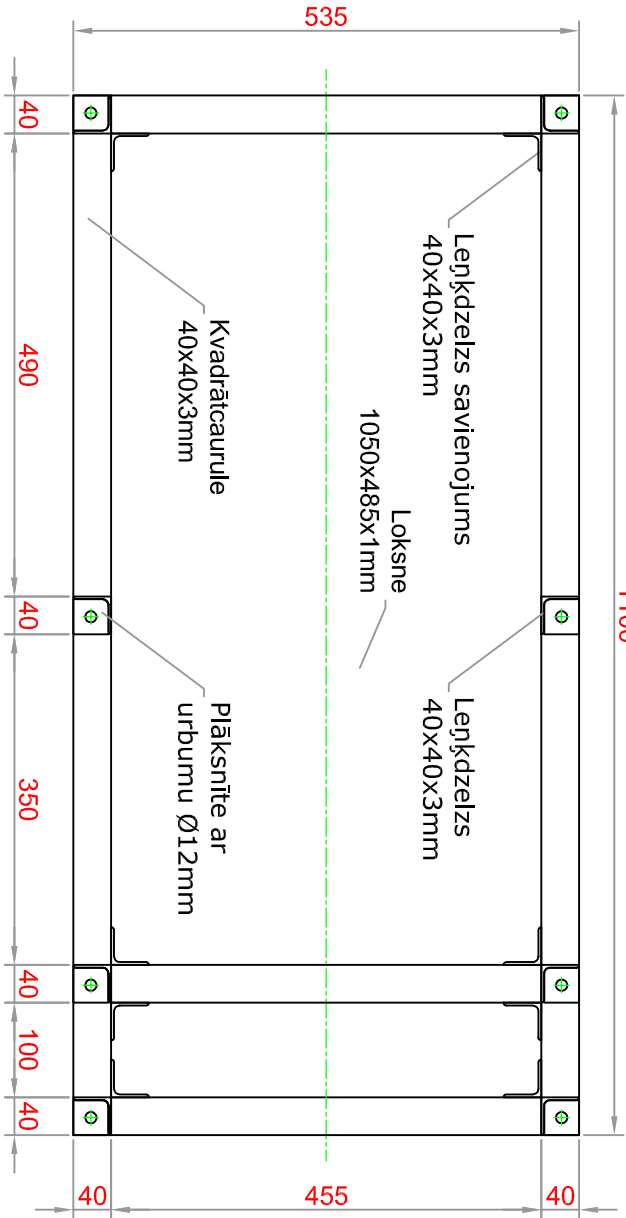 535
40
490
40
350
40
100
40
Leņķdzelzs savienojums
40x40x3mm
Kvadrātcaurule
40x40x3mm
Loksne
1050x485x1mm
Leņķdzelzs
40x40x3mm
Plāksnīte ar
urbumu Ø12mm
40
455
40